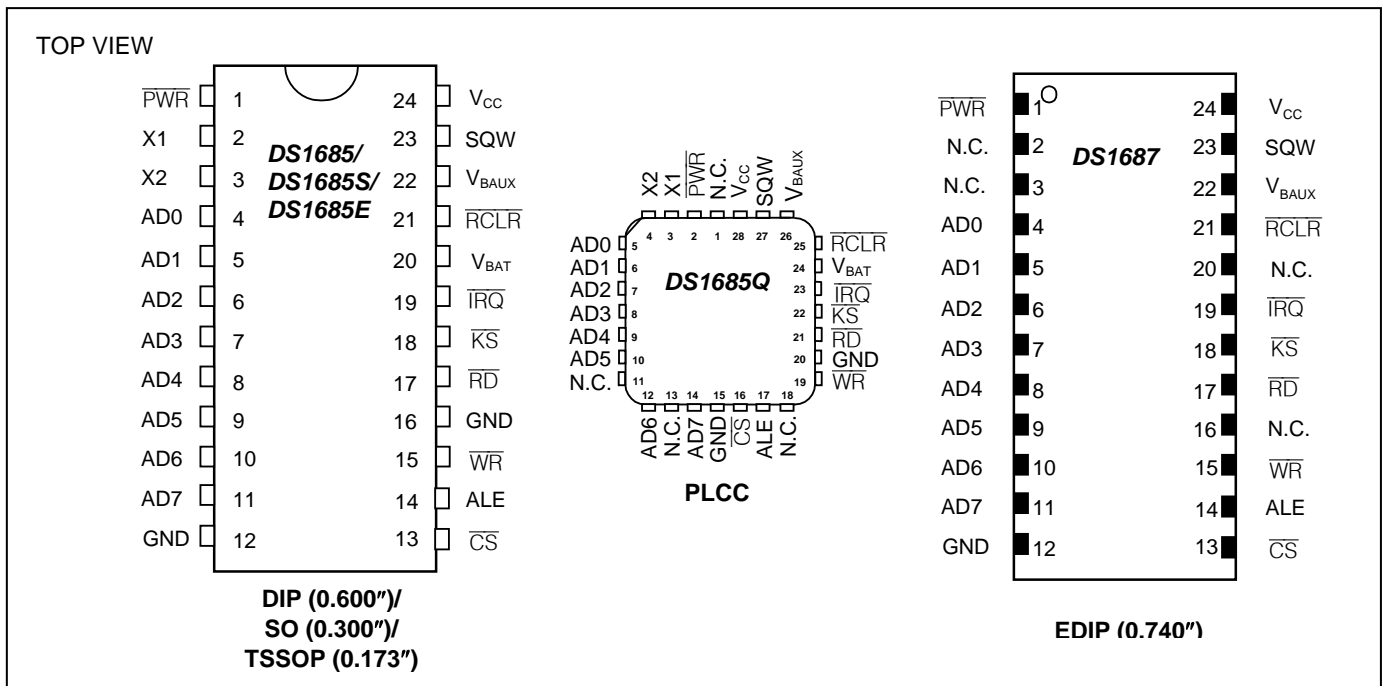 TOP VIEW
PWR 1 24 VCC
X1 2 23 SQW
X2 3 22 VBAUX
AD0 4 21 RCLR
AD1 5 20 VBAT
AD2 6 19 IRQ
AD3 7 18 KS
AD4 8 17 RD
AD5 9 16 GND
AD6 10 15 WR
AD7 11 14 ALE
GND 12 13 CS
DS1685/
DS1685S/
DS1685E
DIP (0.600″)/
SO (0.300″)/
TSSOP (0.173″)
X2 X1 PWR N.C. VCC SQW VBAUX
4 3 2 1 28 27 26
AD0 5 25 RCLR
AD1 6 24 VBAT
AD2 7 23 IRQ
AD3 8 22 KS
AD4 9 21 RD
AD5 10 20 GND
N.C. 11 19 WR
DS1685Q
12 13 14 15 16 17 18
AD6 N.C. AD7 GND CS ALE N.C.
PLCC
PWR 1 24 VCC
N.C. 2 23 SQW
N.C. 3 22 VBAUX
AD0 4 21 RCLR
AD1 5 20 N.C.
AD2 6 19 IRQ
AD3 7 18 KS
AD4 8 17 RD
AD5 9 16 N.C.
AD6 10 15 WR
AD7 11 14 ALE
GND 12 13 CS
DS1687
EDIP (0.740″)